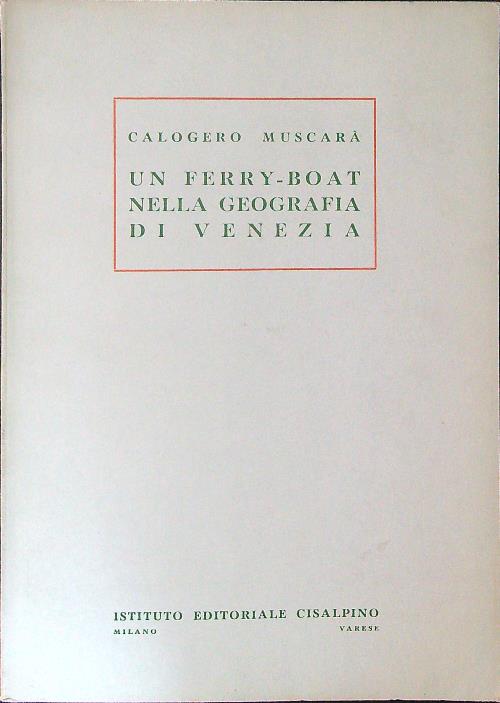 CALOGERO MUSCARÀ
UN FERRY-BOAT
NELLA GEOGRAFIA
DI VENEZIA
ISTITUTO EDITORIALE CISALPINO
MILANO VARESE